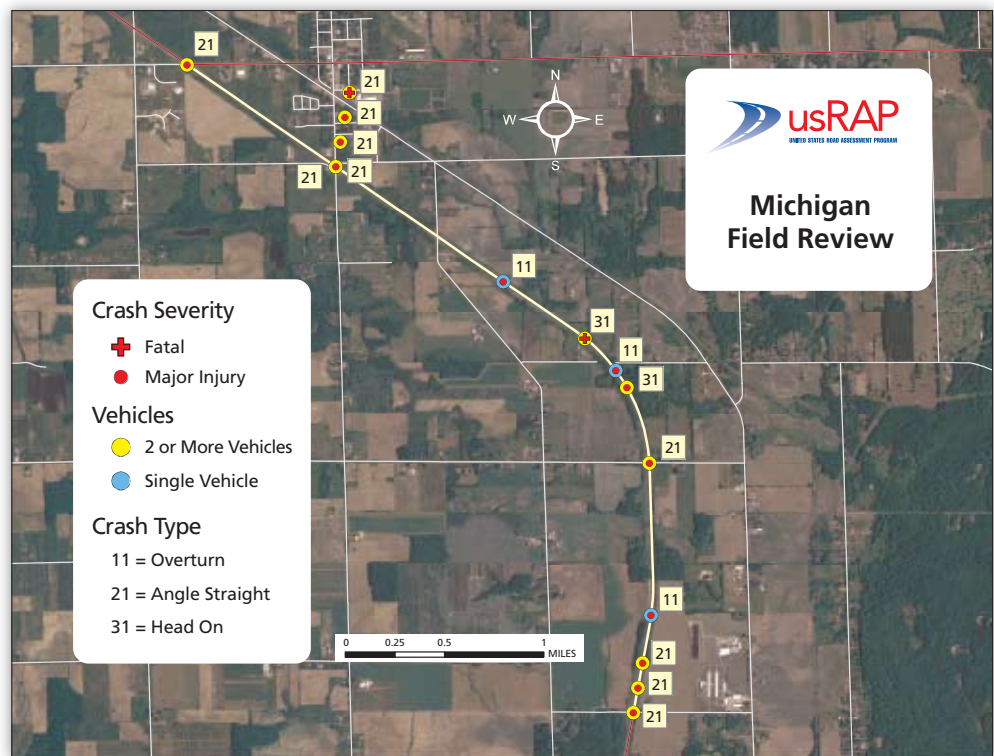 21
21
21
21
21
21
N
W
E
S
usRAP
UNITED STATES ROAD ASSESSMENT PROGRAM
Michigan
Field Review
11
31
11
31
21
11
21
21
21
Crash Severity
Fatal
Major Injury
Vehicles
2 or More Vehicles
Single Vehicle
Crash Type
11 = Overturn
21 = Angle Straight
31 = Head On
0 0.25 0.5 1
MILES